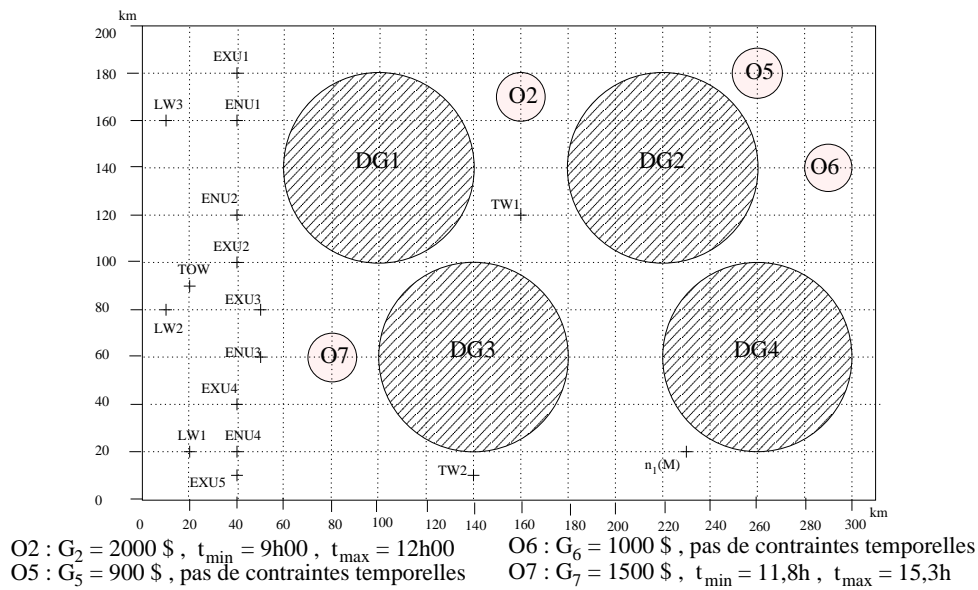 km
200
EXU1
O5
180
O2
LW3
ENU1
160
DG1
DG2
O6
140
ENU2
TW1
120
EXU2
100
TOW
EXU3
80
LW2
ENU3
O7
DG3
DG4
60
EXU4
40
LW1
ENU4
20
EXU5
TW2
n1(M)
0
km
0 20 40 60 80 100 120 140 160 180 200 220 240 260 280 300
O2 : G2 = 2000 $ , tmin = 9h00 , tmax = 12h00
O6 : G6 = 1000 $ , pas de contraintes temporelles
O5 : G5 = 900 $ , pas de contraintes temporelles
O7 : G7 = 1500 $ , tmin = 11,8h , tmax = 15,3h